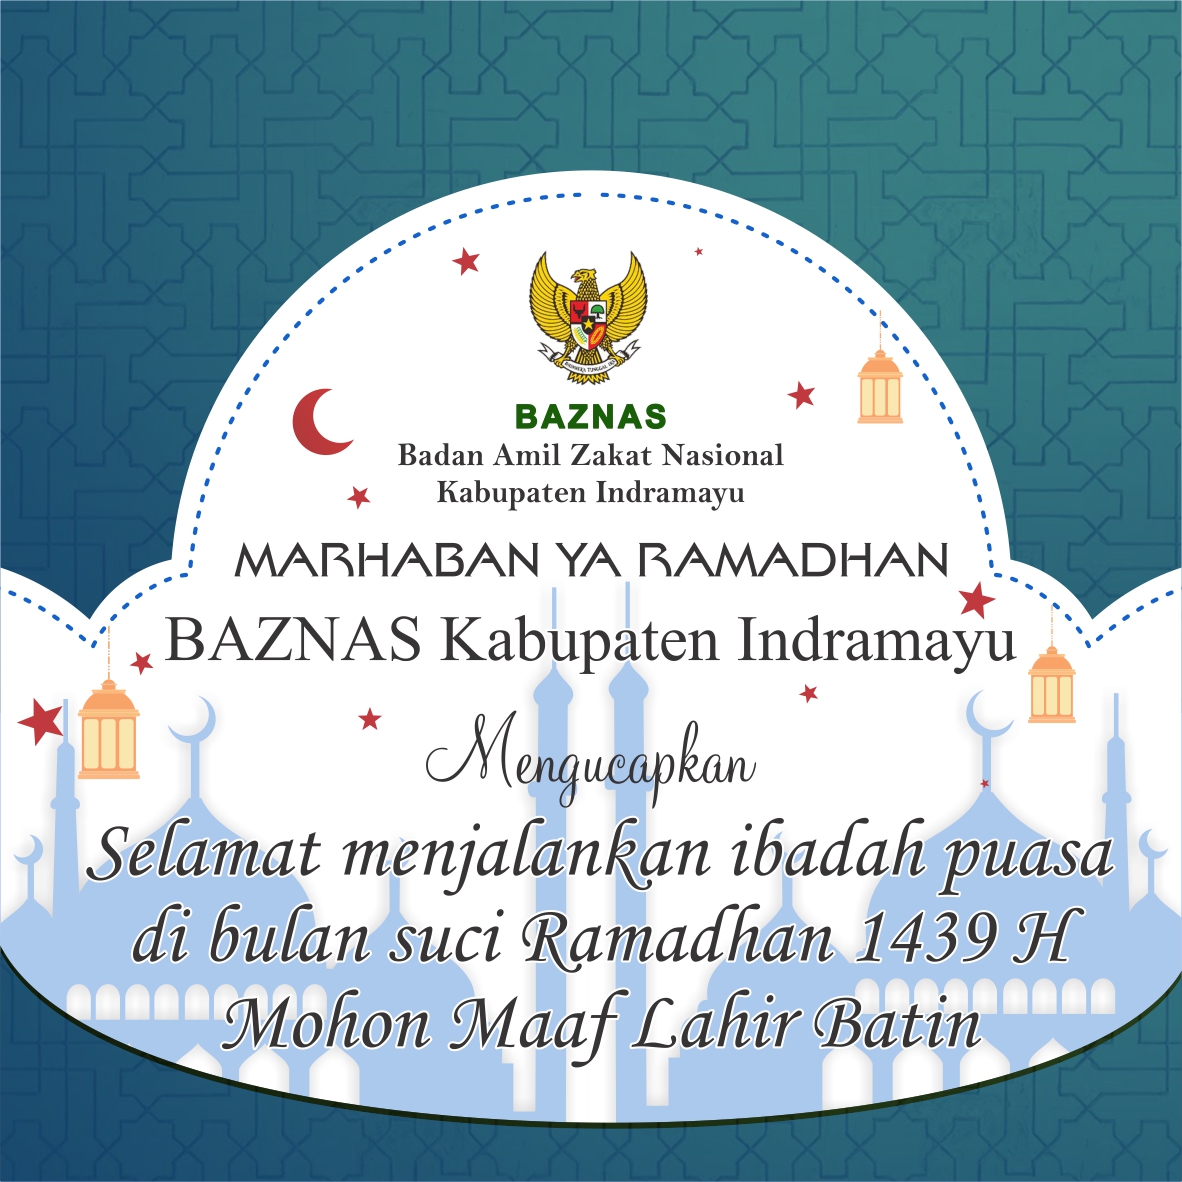 BAZNAS
Badan Amil Zakat Nasional
Kabupaten Indramayu
MARHABAN YA RAMADHAN
BAZNAS Kabupaten Indramayu
Mengucapkan
Selamat menjalankan ibadah puasa
di bulan suci Ramadhan 1439 H
Mohon Maaf Lahir Batin